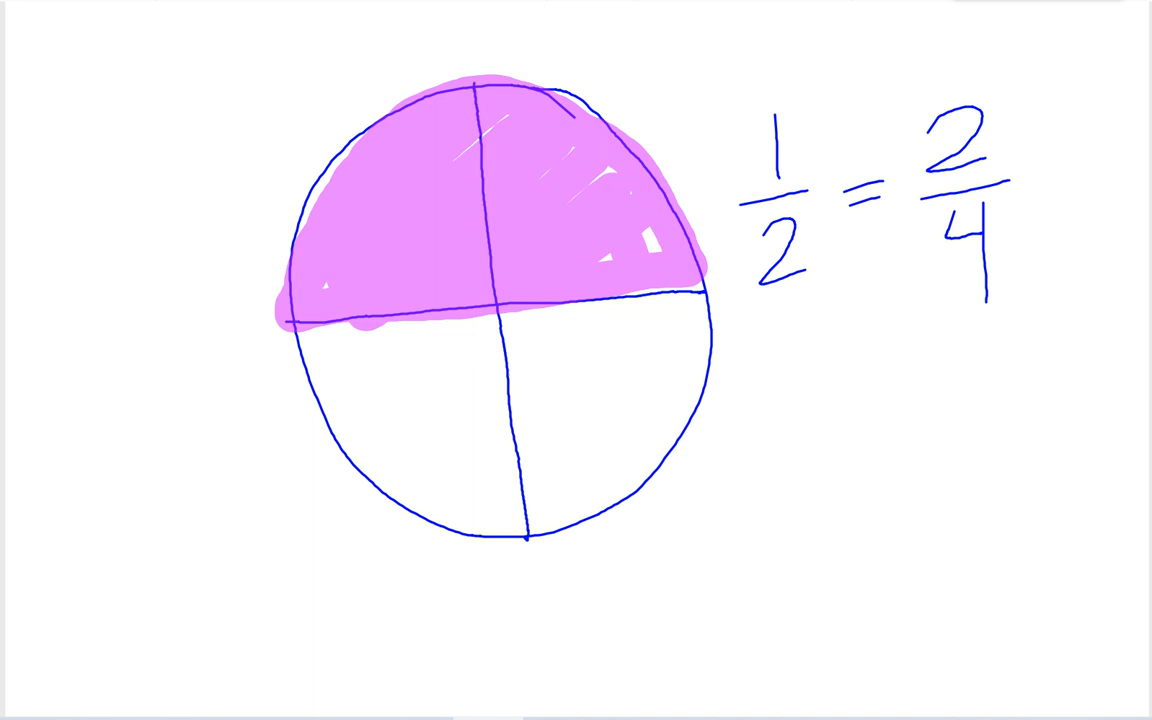 1/2 = 2/4